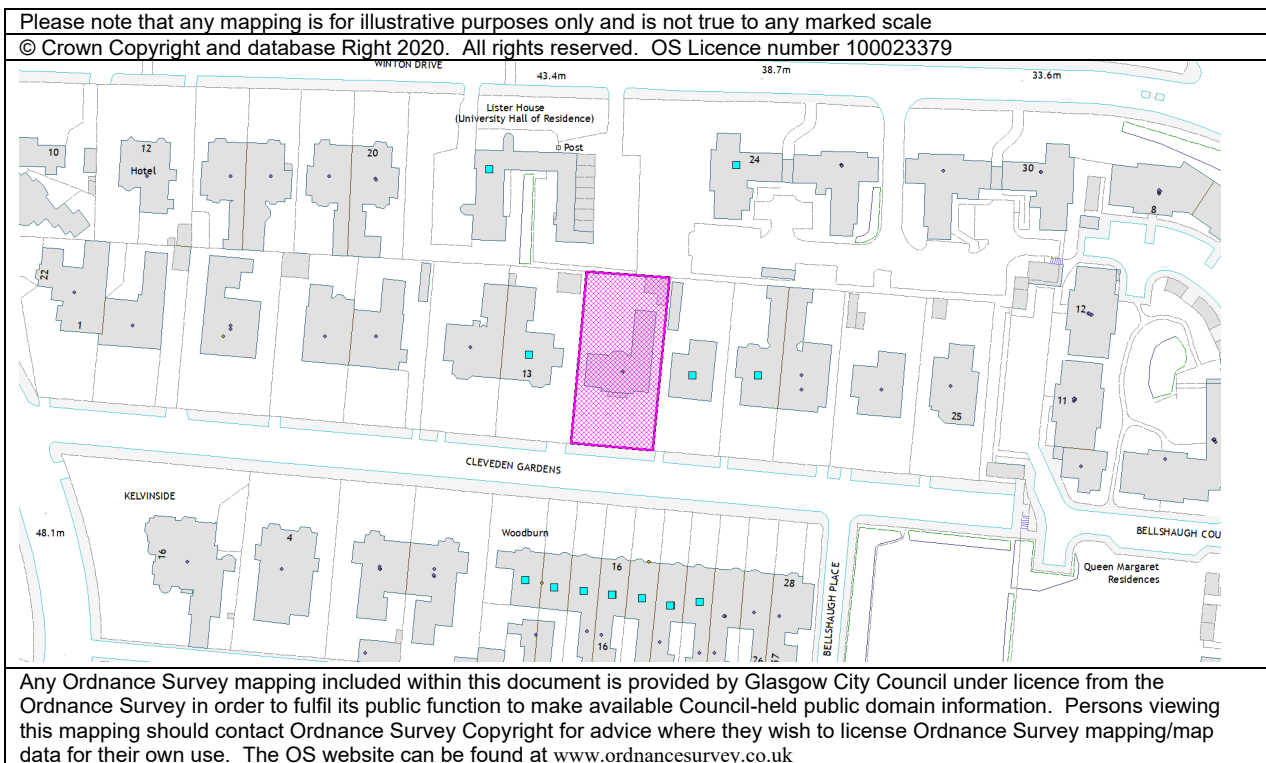 Please note that any mapping is for illustrative purposes only and is not true to any marked scale
© Crown Copyright and database Right 2020. All rights reserved. OS Licence number 100023379
WINTON DRIVE
43.4m
38.7m
33.6m
Lister House
(University Hall of Residence)
Post
10
12
Hotel
20
24
30
8
22
1
13
25
12
11
CLEVEDEN GARDENS
KELVINSIDE
48.1m
16
4
Woodburn
16
28
16
BELLSHAUGH PLACE
BELLSHAUGH COU
Queen Margaret
Residences
Any Ordnance Survey mapping included within this document is provided by Glasgow City Council under licence from the
Ordnance Survey in order to fulfil its public function to make available Council-held public domain information. Persons viewing
this mapping should contact Ordnance Survey Copyright for advice where they wish to license Ordnance Survey mapping/map
data for their own use. The OS website can be found at www.ordnancesurvey.co.uk